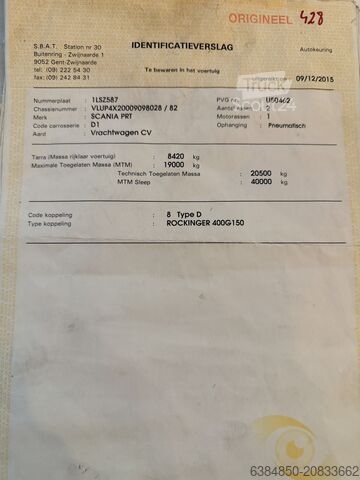 ORIGINEEL 428
S.B.A.T. Station nr 30
Buitenring - Zwijnaarde 1
9052 Gent-Zwijnaarde
tel: (09) 222 54 30
fax: (09) 242 84 31
IDENTIFICATIEVERSLAG
Te bewaren in het voertuig
Autokeuring
09/12/2015
Truck
Scout24
Nummerplaat : 1LSZ587
PVG nr. : U50462
Chassisnummer : VLUP4X20009098028 / 82
Aantal assen : 2
Merk : SCANIA PRT
Motorassen : 1
Code carrosserie : D1
Ophanging : Pneumatisch
Aard : Vrachtwagen CV
Tarra (Massa rijklaar voertuig) : 8420 kg
Maximale Toegelaten Massa (MTM) : 19000 kg
Technisch Toegelaten Massa : 20500 kg
MTM Sleep : 40000 kg
Code koppeling : 8 Type D
Type koppeling : ROCKINGER 400G150
6384850-20833662